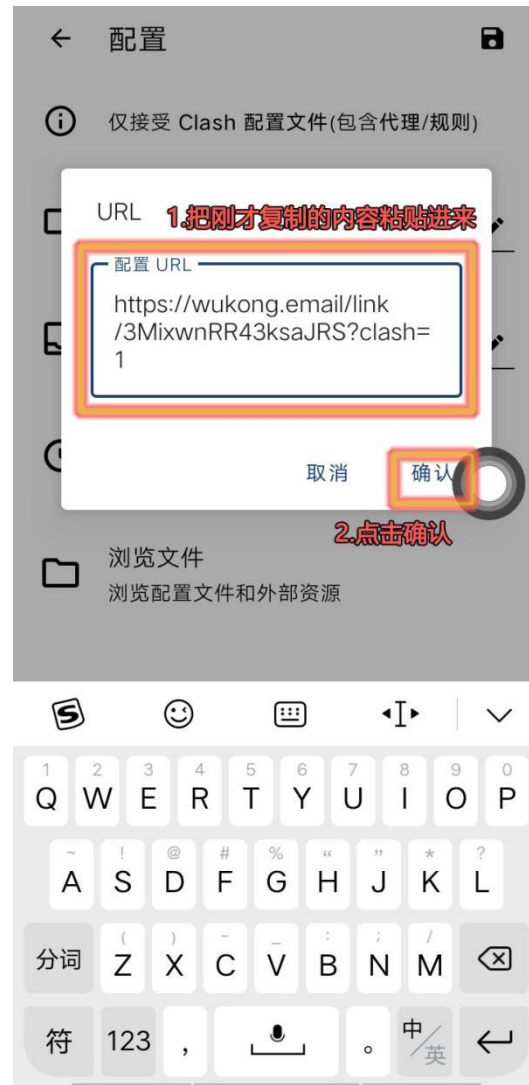 配置
仅接受 Clash 配置文件(包含代理/规则)
URL
1.把刚才复制的内容粘贴进来
配置 URL
https://wukong.email/link
/3MixwnRR43ksaJRS?clash=
1
取消 确认
2.点击确认
浏览文件
浏览配置文件和外部资源
1 2 3 4 5 6 7 8 9 0
Q W E R T Y U I O P
~ ! @ # % “ ” * ?
A S D F G H J K L
( ) - _ : ; /
分词 Z X C V B N M
符 123 , 。 中/英